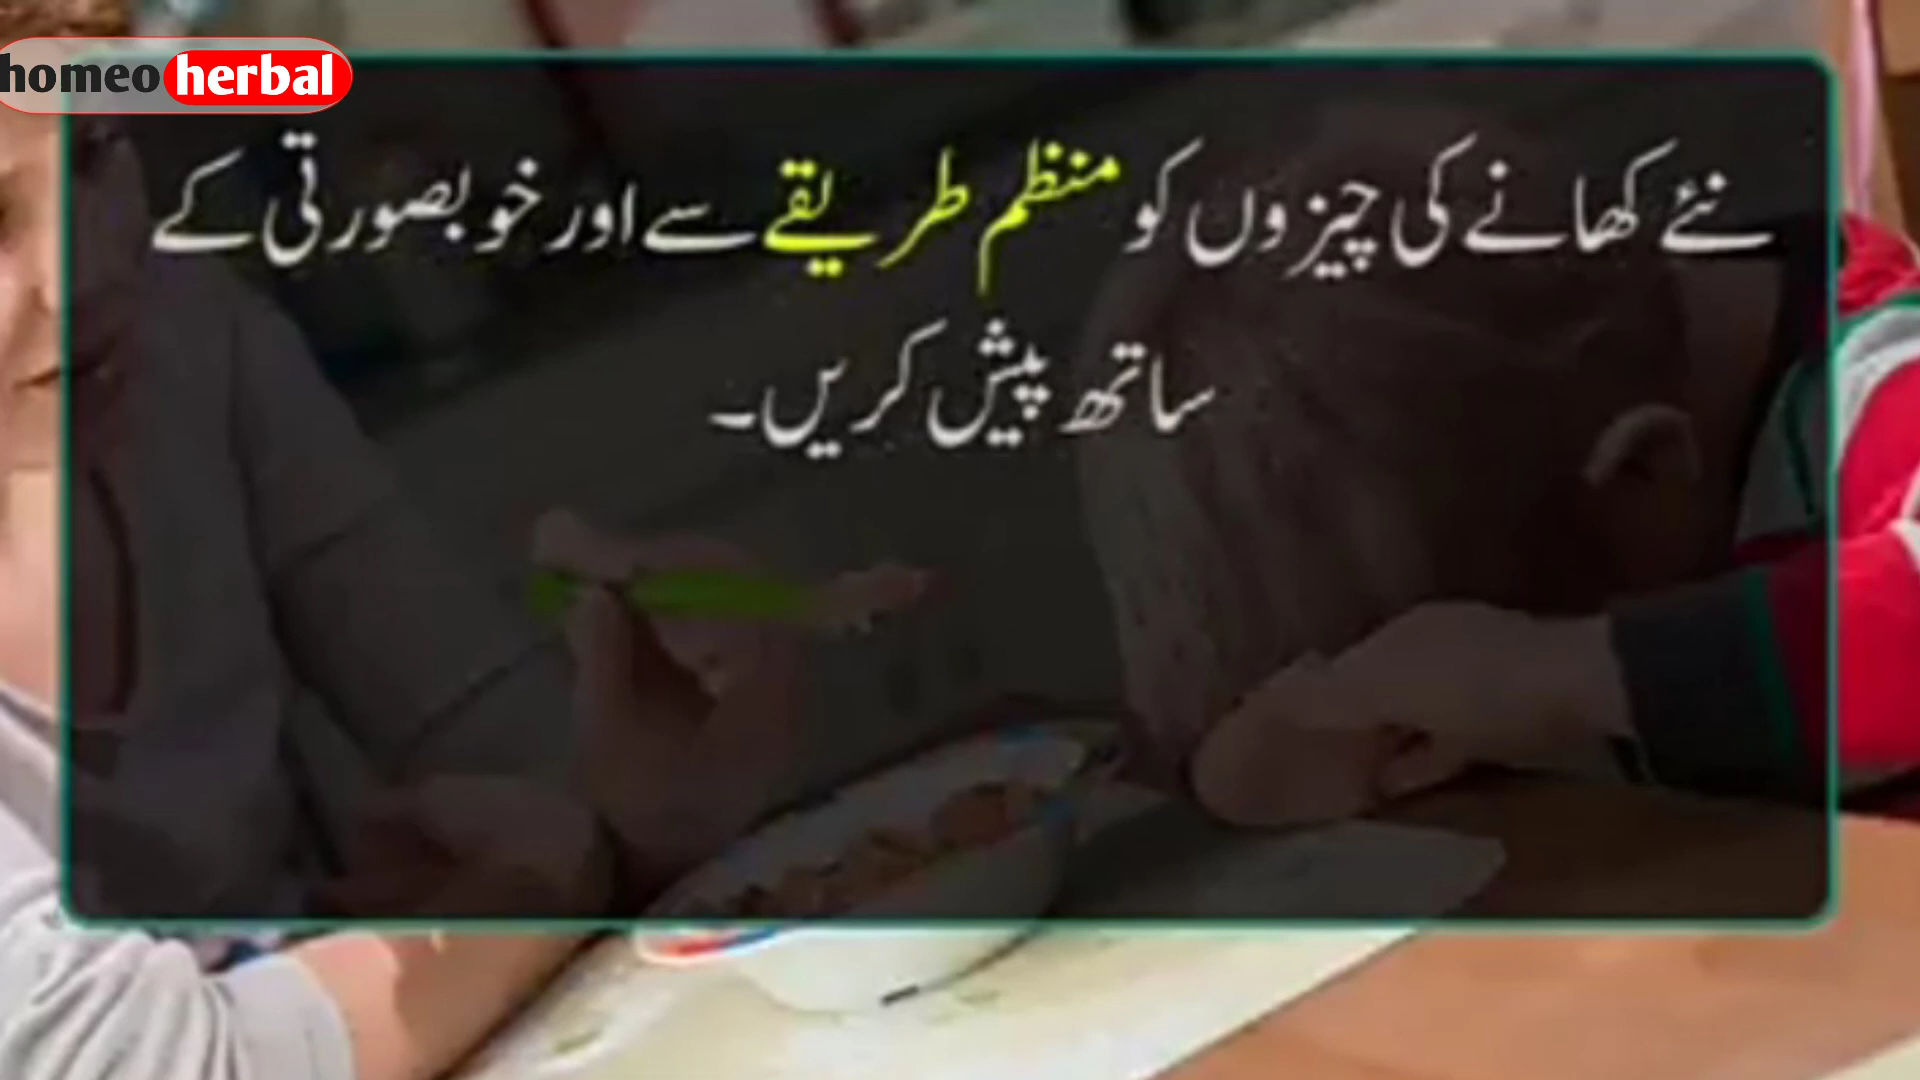 homeo herbal
نئے کھانے کی چیزوں کو منظم طریقے سے اور خوبصورتی کے
ساتھ پیش کریں۔